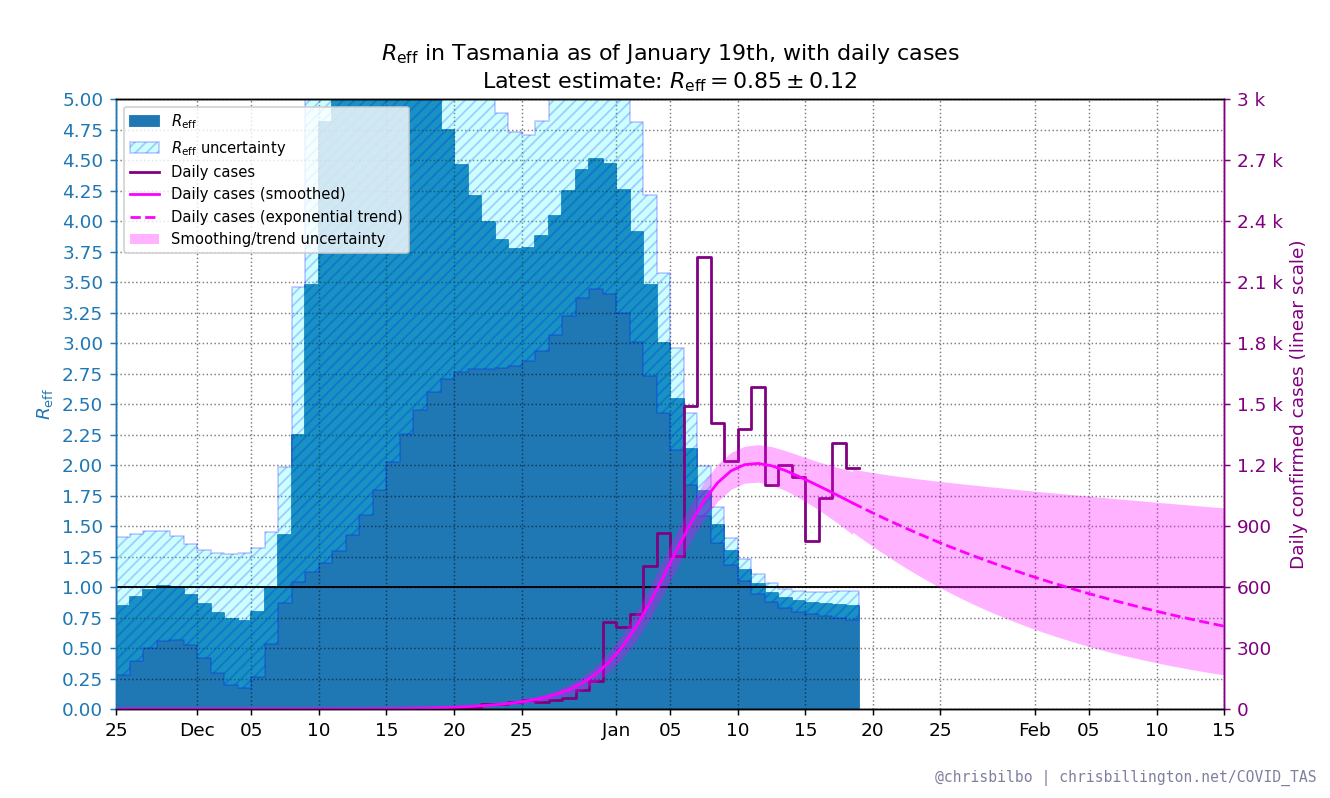 Reff in Tasmania as of January 19th, with daily cases
Latest estimate: Reff = 0.85 ± 0.12
Reff
Reff uncertainty
Daily cases
Daily cases (smoothed)
Daily cases (exponential trend)
Smoothing/trend uncertainty
5.00
4.75
4.50
4.25
4.00
3.75
3.50
3.25
3.00
2.75
2.50
2.25
2.00
1.75
1.50
1.25
1.00
0.75
0.50
0.25
0.00
Reff
3 k
2.7 k
2.4 k
2.1 k
1.8 k
1.5 k
1.2 k
900
600
300
0
Daily confirmed cases (linear scale)
25 Dec 05 10 15 20 25 Jan 05 10 15 20 25 Feb 05 10 15
@chrisbilbo | chrisbillington.net/COVID_TAS